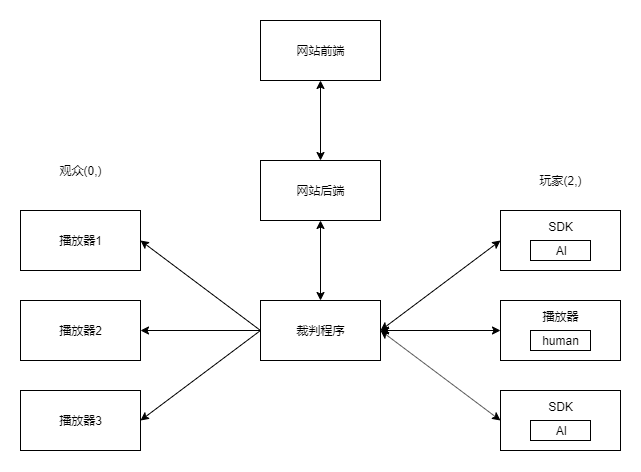 网站前端
观众(0,)
网站后端
玩家(2,)
播放器1
SDK
AI
播放器2
裁判程序
播放器
human
播放器3
SDK
AI